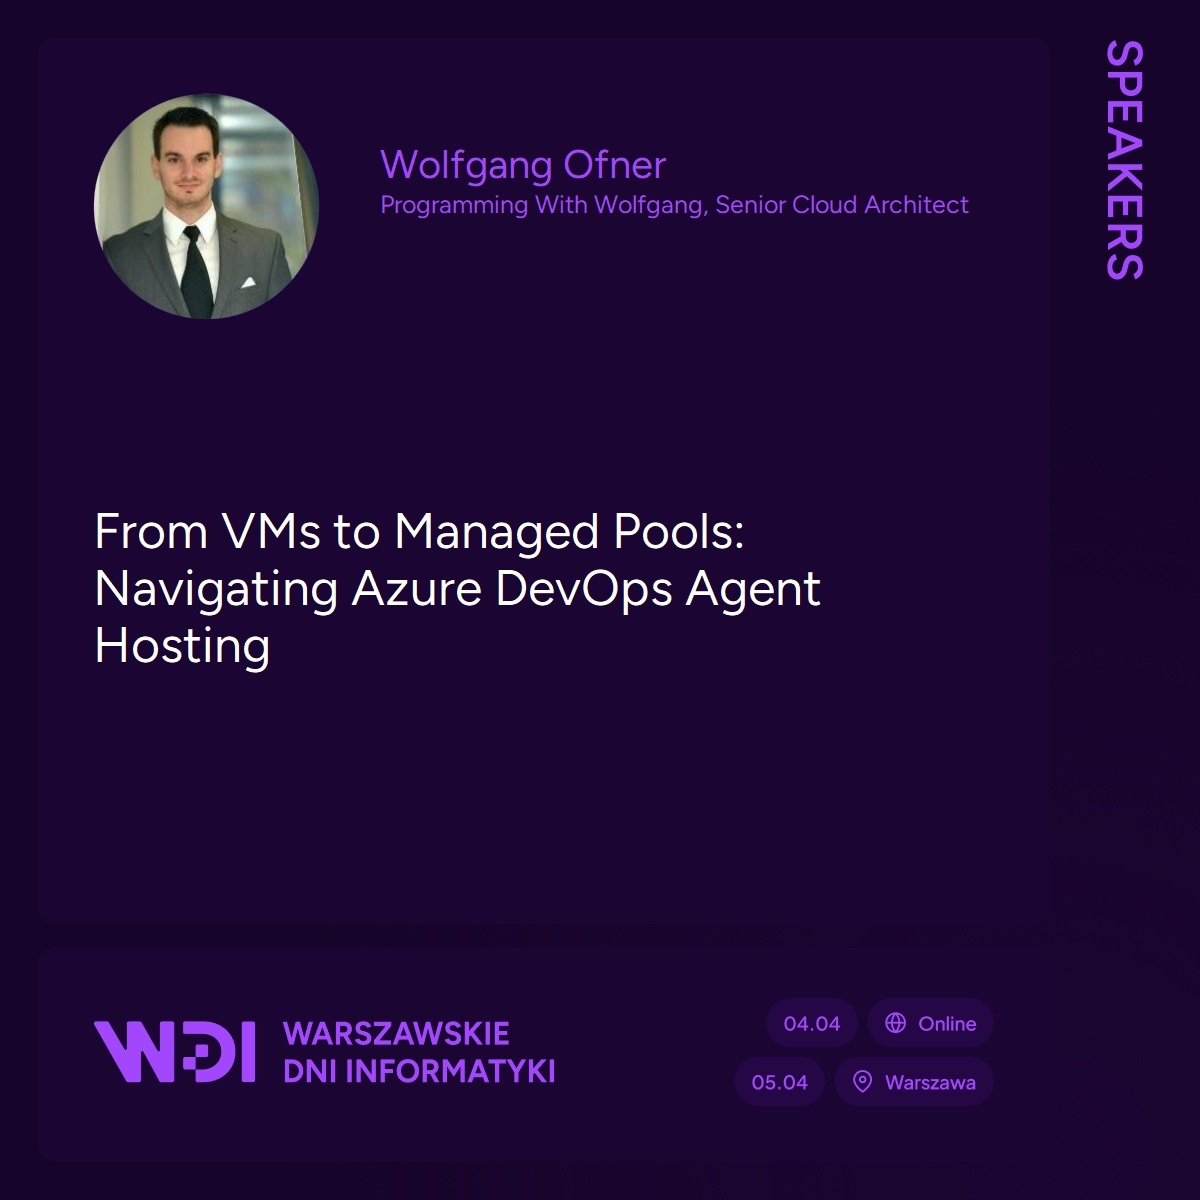 SPEAKERS
Wolfgang Ofner
Programming With Wolfgang, Senior Cloud Architect
From VMs to Managed Pools:
Navigating Azure DevOps Agent
Hosting
WDI
WARSZAWSKIE
DNI INFORMATYKI
04.04 Online
05.04 Warszawa